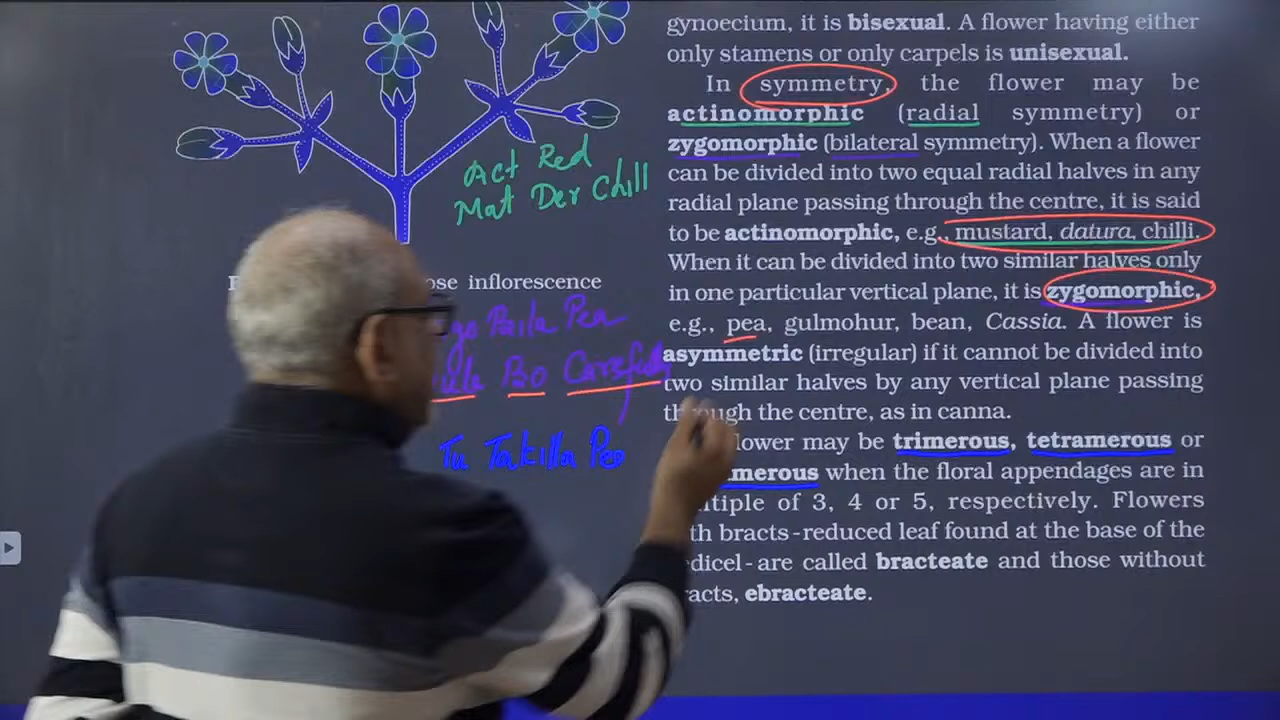 gynoecium, it is bisexual. A flower having either
only stamens or only carpels is unisexual.
In symmetry, the flower may be
actinomorphic (radial symmetry) or
zygomorphic (bilateral symmetry). When a flower
can be divided into two equal radial halves in any
radial plane passing through the centre, it is said
to be actinomorphic, e.g., mustard, datura, chilli.
When it can be divided into two similar halves only
in one particular vertical plane, it is zygomorphic,
e.g., pea, gulmohur, bean, Cassia. A flower is
asymmetric (irregular) if it cannot be divided into
two similar halves by any vertical plane passing
through the centre, as in canna.
lower may be trimerous, tetramerous or
merous when the floral appendages are in
tiple of 3, 4 or 5, respectively. Flowers
th bracts-reduced leaf found at the base of the
dicel-are called bracteate and those without
racts, ebracteate.
Act Red
Mat Der Chill
ose inflorescence
go Baila Pea
Bo Carefully